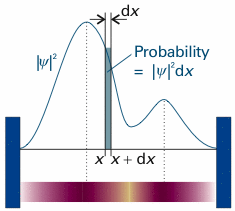 dx
|ψ|²
Probability
= |ψ|²dx
x x + dx